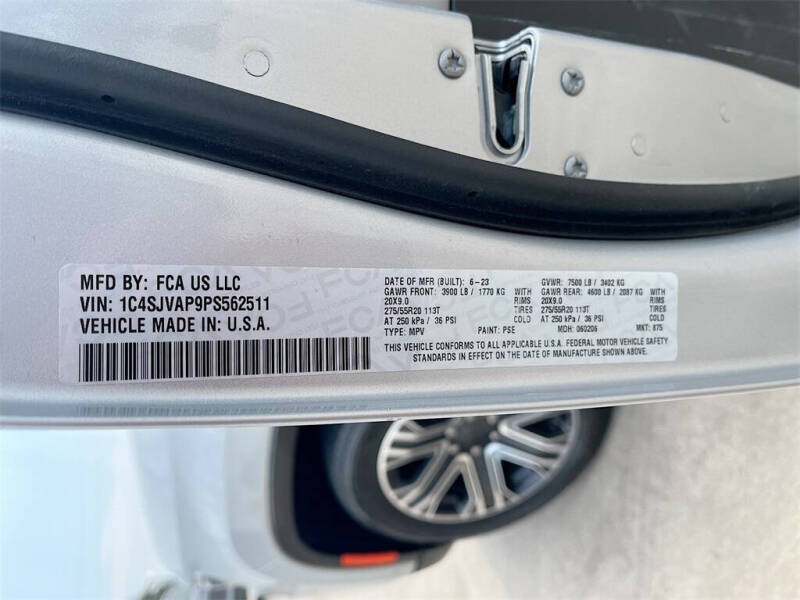 MFD BY: FCA US LLC
VIN: 1C4SJVAP9PS562511
VEHICLE MADE IN: U.S.A.
DATE OF MFR (BUILT): 6-23 GVWR: 7500 LB / 3402 KG
GAWR FRONT: 3900 LB / 1770 KG WITH GAWR REAR: 4600 LB / 2087 KG WITH
20X9.0 RIMS 20X9.0 RIMS
275/55R20 113T TIRES 275/55R20 113T TIRES
AT 250 kPa / 36 PSI COLD AT 250 kPa / 36 PSI COLD
TYPE: MPV PAINT: PSE MDH: 060206 MKT: 875
THIS VEHICLE CONFORMS TO ALL APPLICABLE U.S.A. FEDERAL MOTOR VEHICLE SAFETY
STANDARDS IN EFFECT ON THE DATE OF MANUFACTURE SHOWN ABOVE.